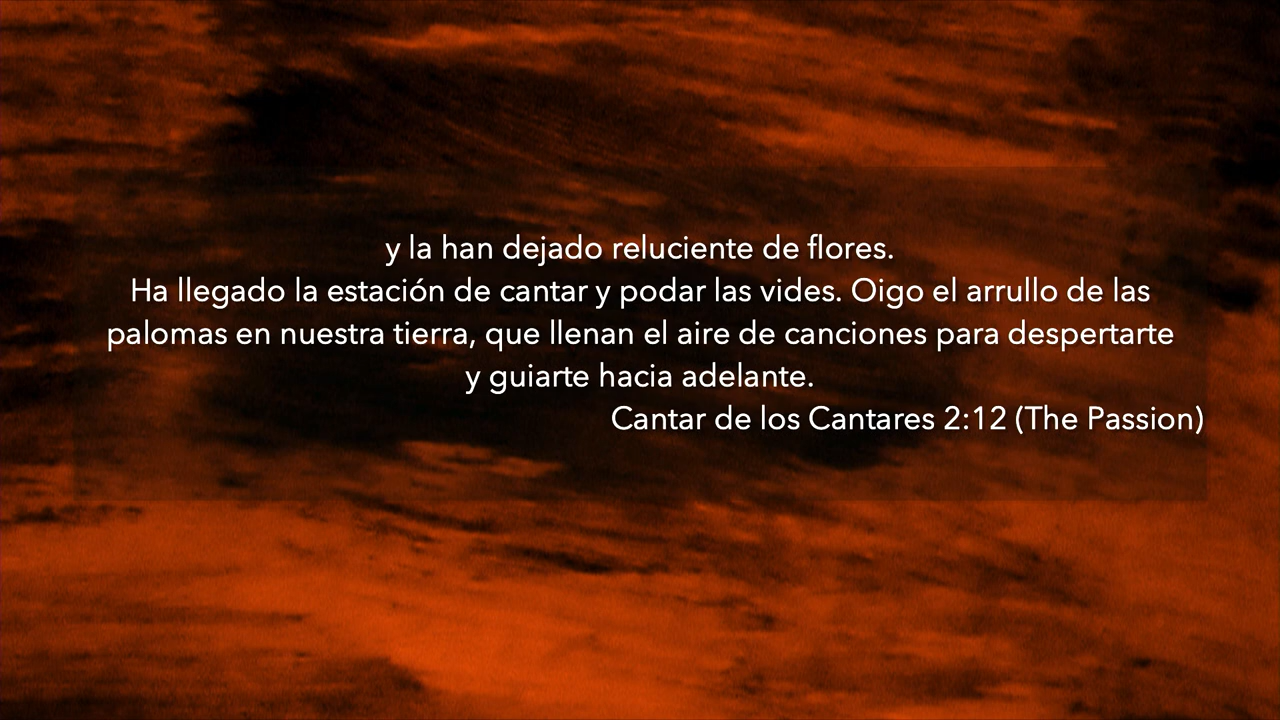 y la han dejado reluciente de flores.
Ha llegado la estación de cantar y podar las vides. Oigo el arrullo de las
palomas en nuestra tierra, que llenan el aire de canciones para despertarte
y guiarte hacia adelante.
Cantar de los Cantares 2:12 (The Passion)